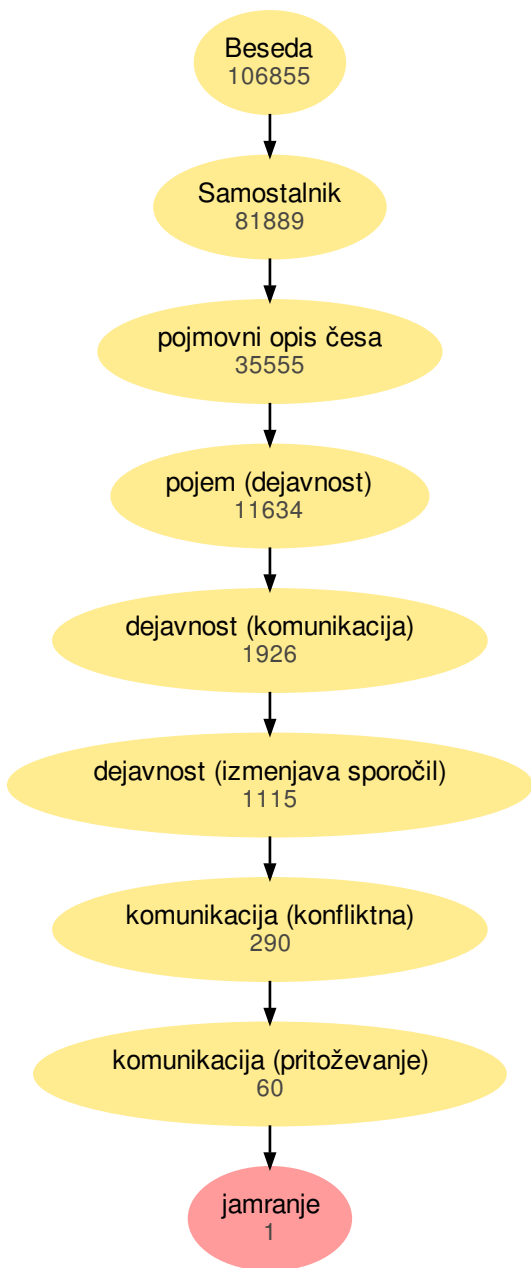 Beseda
106855
Samostalnik
81889
pojmovni opis česa
35555
pojem (dejavnost)
11634
dejavnost (komunikacija)
1926
dejavnost (izmenjava sporočil)
1115
komunikacija (konfliktna)
290
komunikacija (pritoževanje)
60
jamranje
1